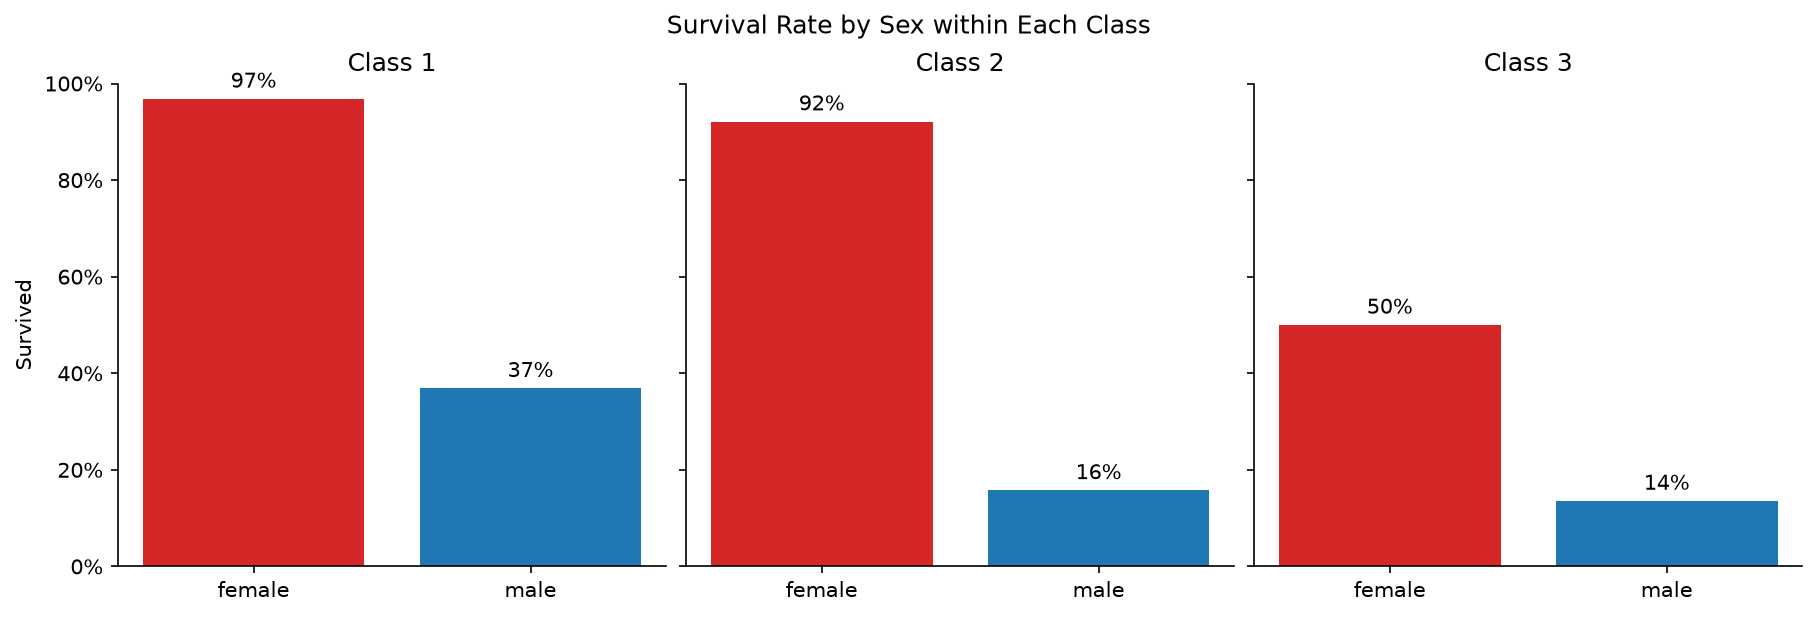 Survival Rate by Sex within Each Class
Class 1
Class 2
Class 3
Survived
100%
80%
60%
40%
20%
0%
97%
37%
92%
16%
50%
14%
female
male
female
male
female
male